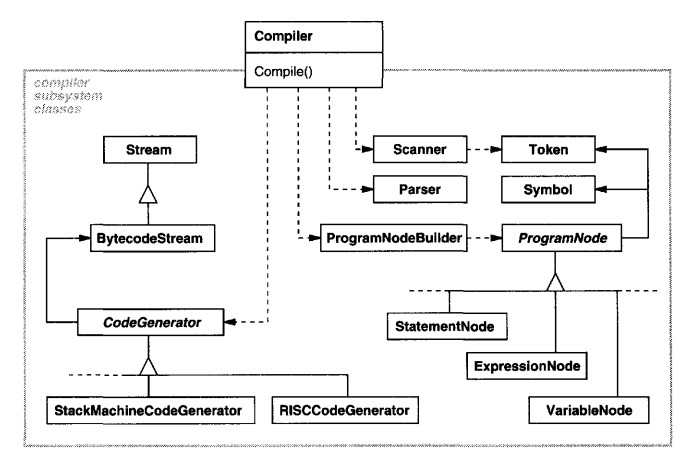 Compiler
Compile()
compiler
subsystem
classes
Stream
Scanner
Token
Parser
Symbol
BytecodeStream
ProgramNodeBuilder
ProgramNode
CodeGenerator
StatementNode
ExpressionNode
StackMachineCodeGenerator
RISCCodeGenerator
VariableNode